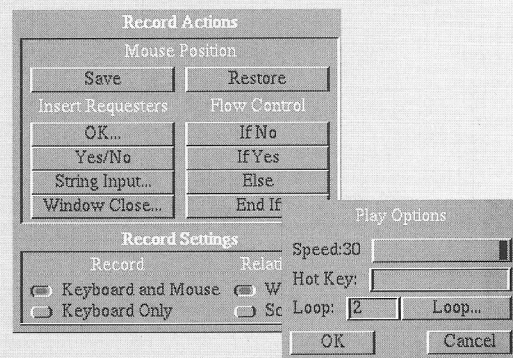 Record Actions
Mouse Position
Save Restore
Insert Requesters Flow Control
OK... If No
Yes/No If Yes
String Input... Else
Window Close... End If
Record Settings
Record
Keyboard and Mouse
Keyboard Only
Play Options
Speed:30
Hot Key:
Loop: 2 Loop...
OK Cancel